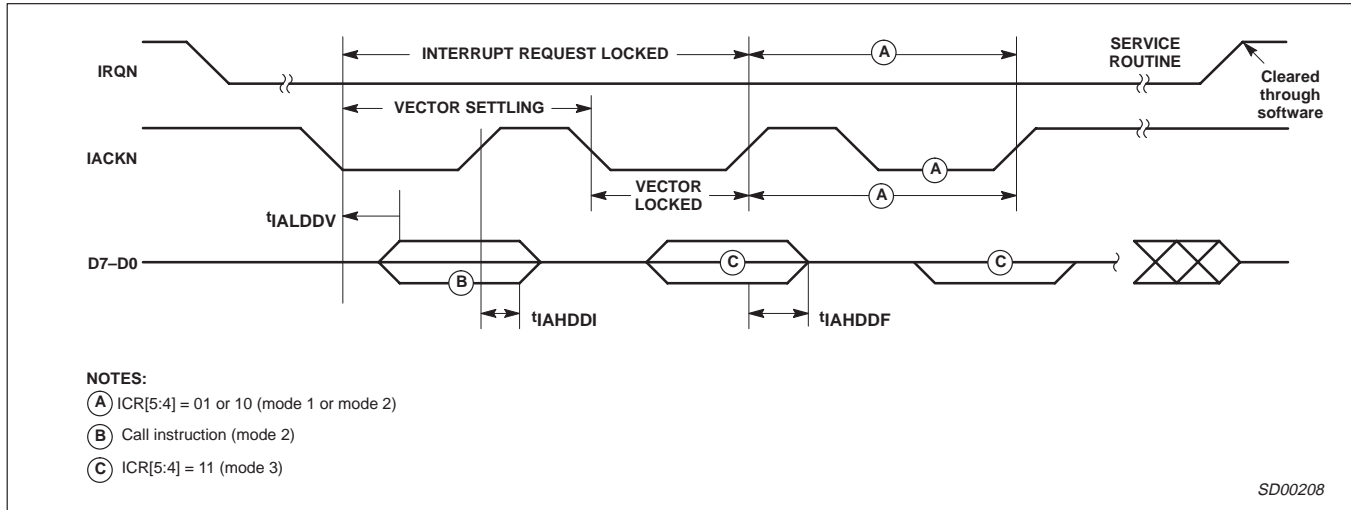 INTERRUPT REQUEST LOCKED
A
SERVICE
ROUTINE
IRQN
Cleared
through
software
VECTOR SETTLING
IACKN
A
VECTOR
LOCKED
A
tIALDDV
D7–D0
B
C
C
tIAHDDI
tIAHDDF
NOTES:
A ICR[5:4] = 01 or 10 (mode 1 or mode 2)
B Call instruction (mode 2)
C ICR[5:4] = 11 (mode 3)
SD00208